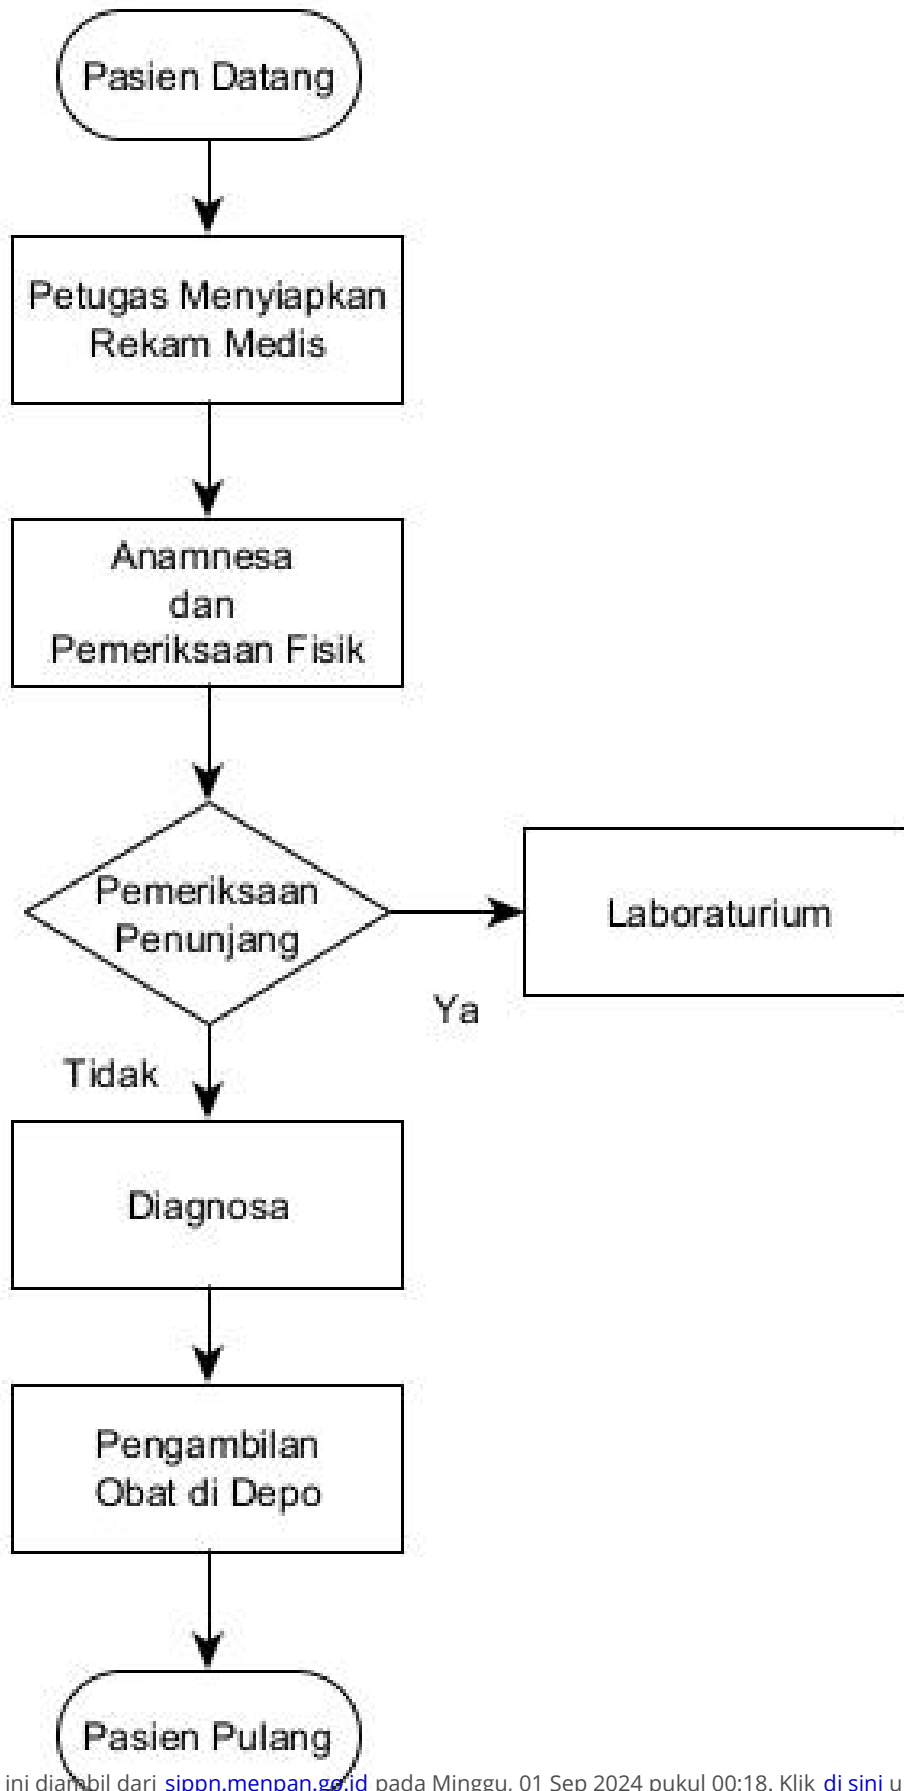 Pasien Datang
Petugas Menyiapkan
Rekam Medis
Anamnesa
dan
Pemeriksaan Fisik
Pemeriksaan
Penunjang
Laboraturium
Ya
Tidak
Diagnosa
Pengambilan
Obat di Depo
Pasien Pulang
ini diambil dari sippn.menpan.go.id pada Minggu, 01 Sep 2024 pukul 00:18. Klik di sini u